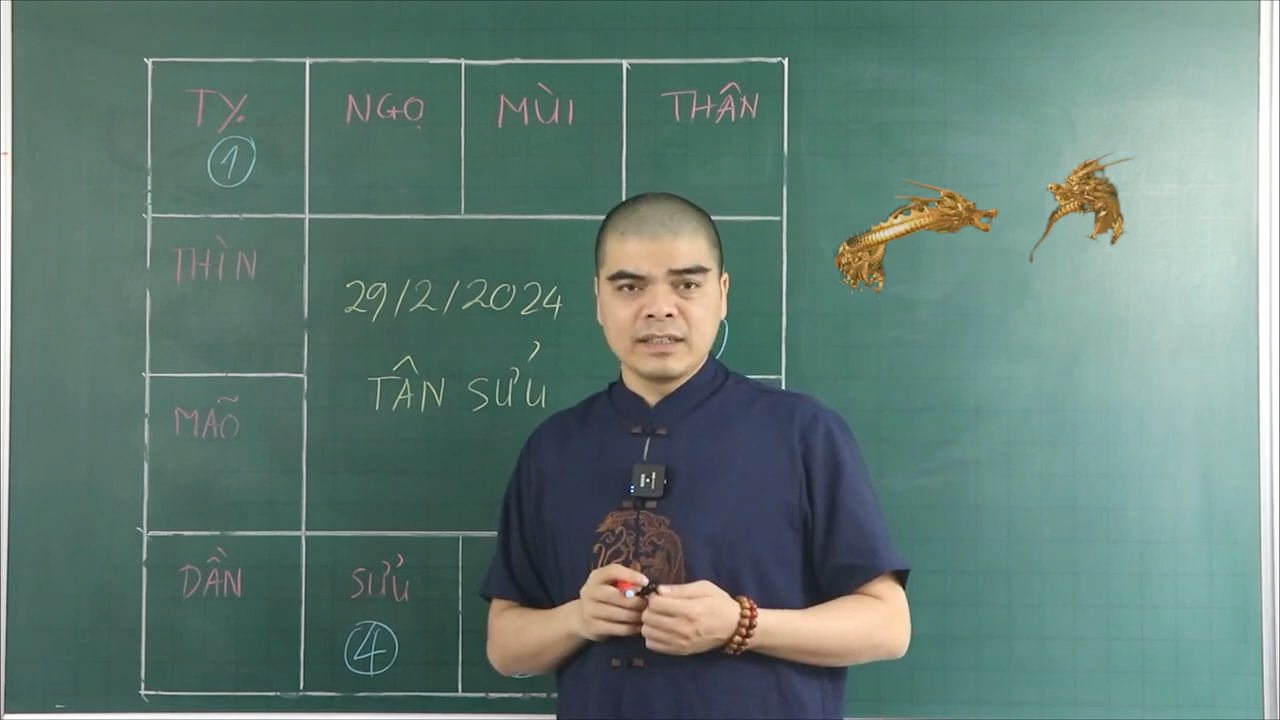 TỴ NGỌ MÙI THÂN
1
THÌN
29/2/2024
TÂN SỬU
MÃO
DẦN SỬU
4